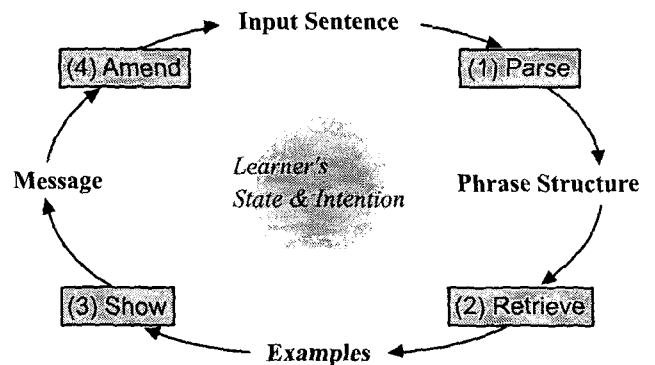 Input Sentence
(4) Amend
(1) Parse
Learner's
State & Intention
Message
Phrase Structure
(3) Show
(2) Retrieve
Examples